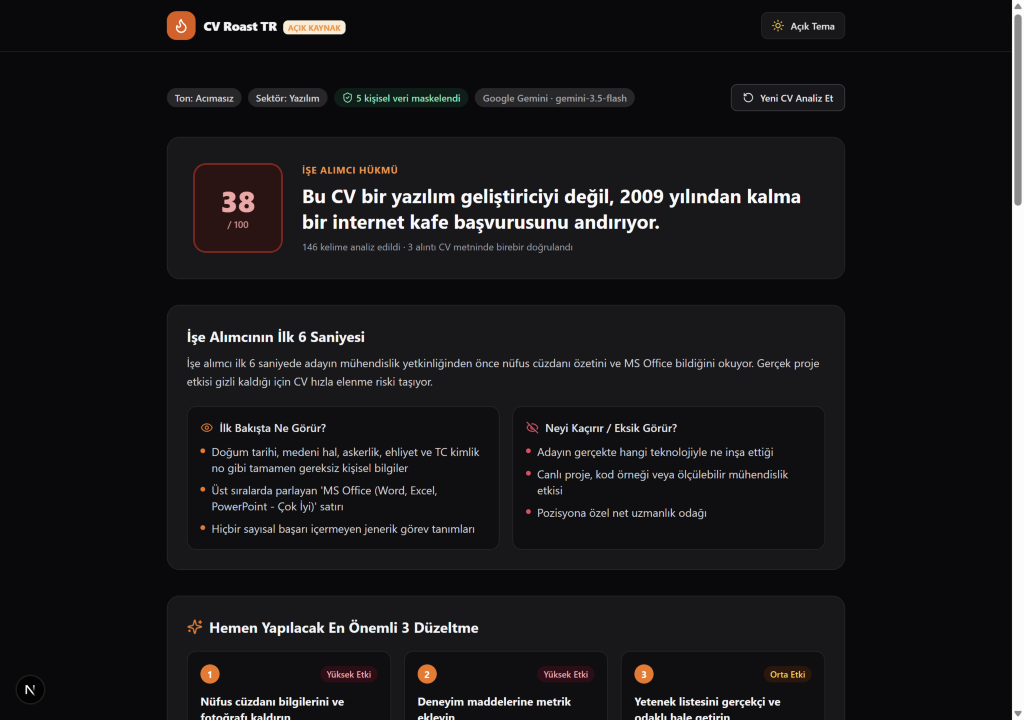 CV Roast TR AÇIK KAYNAK
Açık Tema
Ton: Acımasız
Sektör: Yazılım
5 kişisel veri maskelendi
Google Gemini · gemini-3.5-flash
Yeni CV Analiz Et
38
/ 100
İŞE ALIMCI HÜKMÜ
Bu CV bir yazılım geliştiriciyi değil, 2009 yılından kalma
bir internet kafe başvurusunu andırıyor.
146 kelime analiz edildi · 3 alıntı CV metninde birebir doğrulandı
İşe Alımcının İlk 6 Saniyesi
İşe alımcı ilk 6 saniyede adayın mühendislik yetkinliğinden önce nüfus cüzdanı özetini ve MS Office bildiğini okuyor. Gerçek proje
etkisi gizli kaldığı için CV hızla elenme riski taşıyor.
İlk Bakışta Ne Görür?
Doğum tarihi, medeni hal, askerlik, ehliyet ve TC kimlik
no gibi tamamen gereksiz kişisel bilgiler
Üst sıralarda parlayan 'MS Office (Word, Excel,
PowerPoint - Çok İyi)' satırı
Hiçbir sayısal başarı içermeyen jenerik görev tanımları
Neyi Kaçırır / Eksik Görür?
Adayın gerçekte hangi teknolojiyle ne inşa ettiği
Canlı proje, kod örneği veya ölçülebilir mühendislik
etkisi
Pozisyona özel net uzmanlık odağı
Hemen Yapılacak En Önemli 3 Düzeltme
1
Yüksek Etki
Nüfus cüzdanı bilgilerini ve
fotoğrafı kaldırın
2
Yüksek Etki
Deneyim maddelerine metrik
ekleyin
3
Orta Etki
Yetenek listesini gerçekçi ve
odaklı hale getirin
N